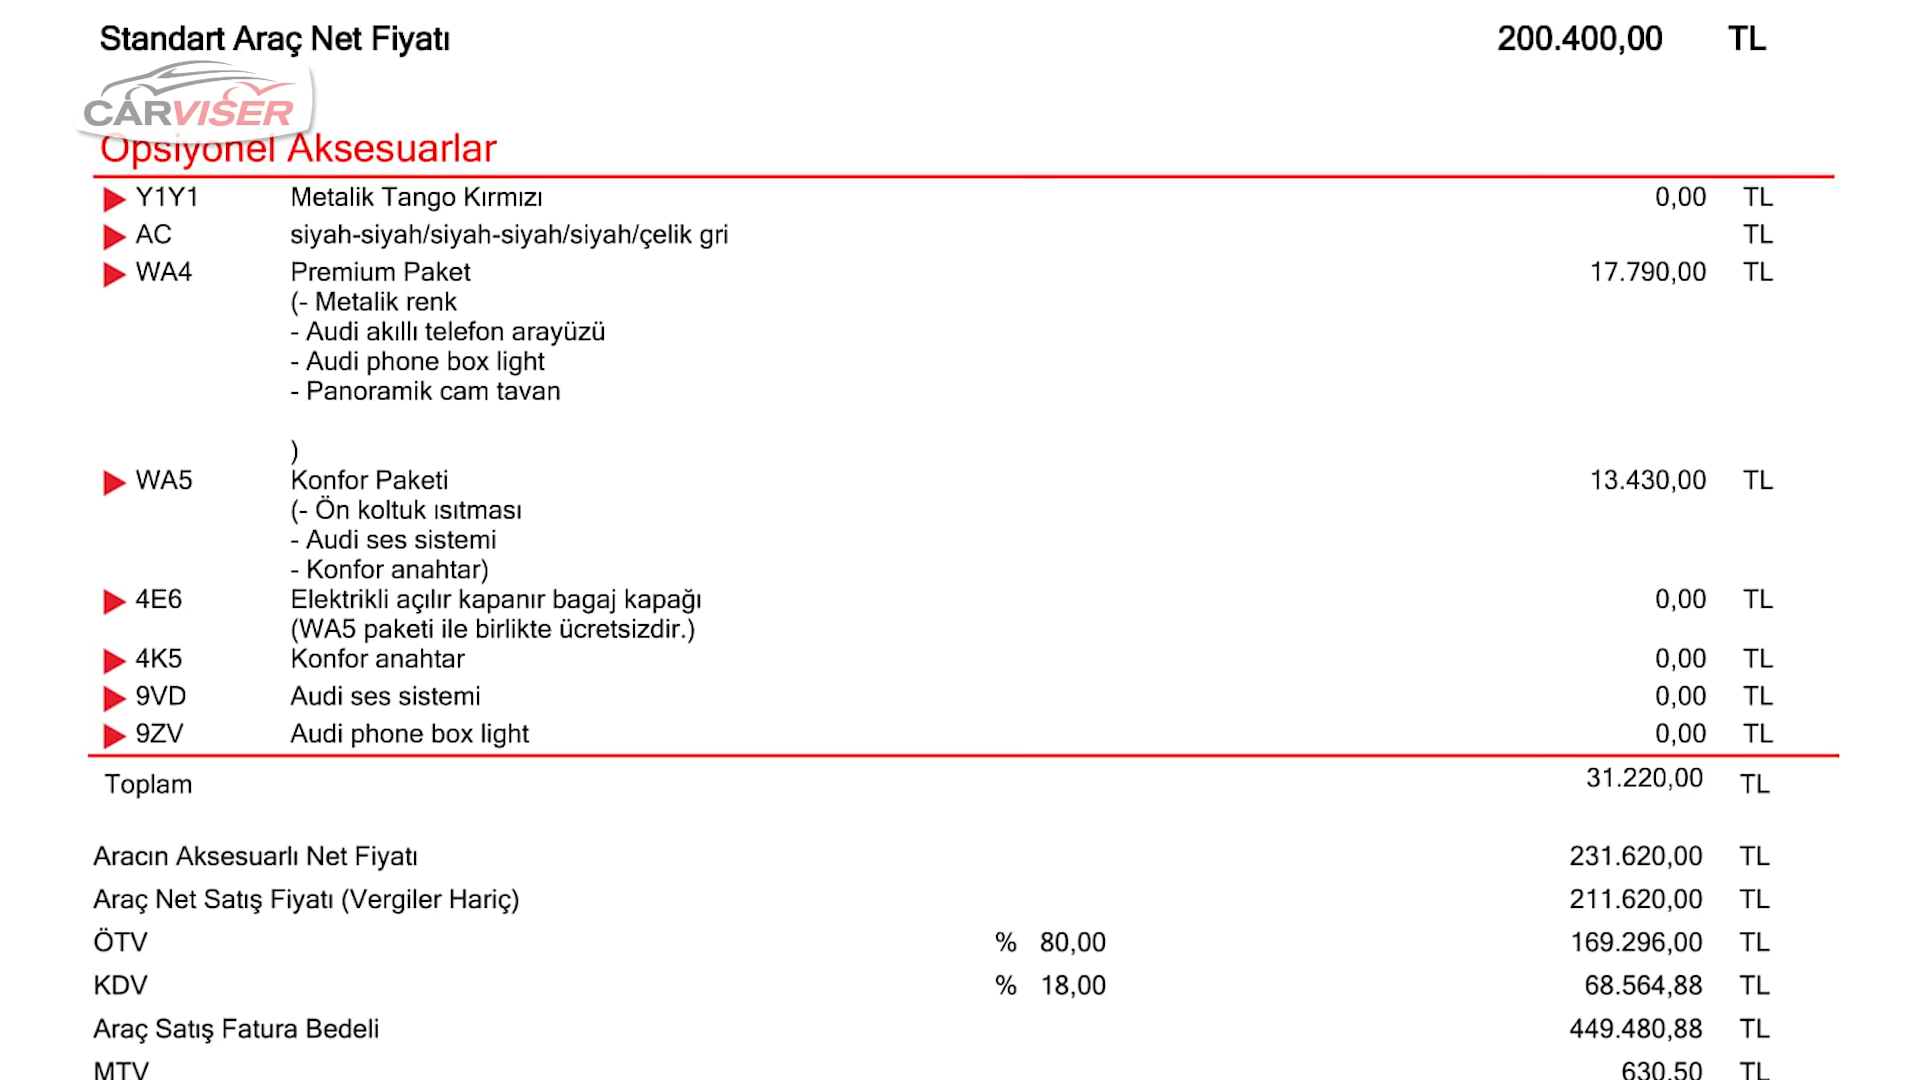 Standart Araç Net Fiyatı 200.400,00 TL
CARVISER
Opsiyonel Aksesuarlar
Y1Y1 Metalik Tango Kırmızı 0,00 TL
AC siyah-siyah/siyah-siyah/siyah/çelik gri TL
WA4 Premium Paket 17.790,00 TL
(- Metalik renk
- Audi akıllı telefon arayüzü
- Audi phone box light
- Panoramik cam tavan
)
WA5 Konfor Paketi 13.430,00 TL
(- Ön koltuk ısıtması
- Audi ses sistemi
- Konfor anahtar)
4E6 Elektrikli açılır kapanır bagaj kapağı 0,00 TL
(WA5 paketi ile birlikte ücretsizdir.)
4K5 Konfor anahtar 0,00 TL
9VD Audi ses sistemi 0,00 TL
9ZV Audi phone box light 0,00 TL
Toplam 31.220,00 TL
Aracın Aksesuarlı Net Fiyatı 231.620,00 TL
Araç Net Satış Fiyatı (Vergiler Hariç) 211.620,00 TL
ÖTV % 80,00 169.296,00 TL
KDV % 18,00 68.564,88 TL
Araç Satış Fatura Bedeli 449.480,88 TL
MTV 630,50 TL